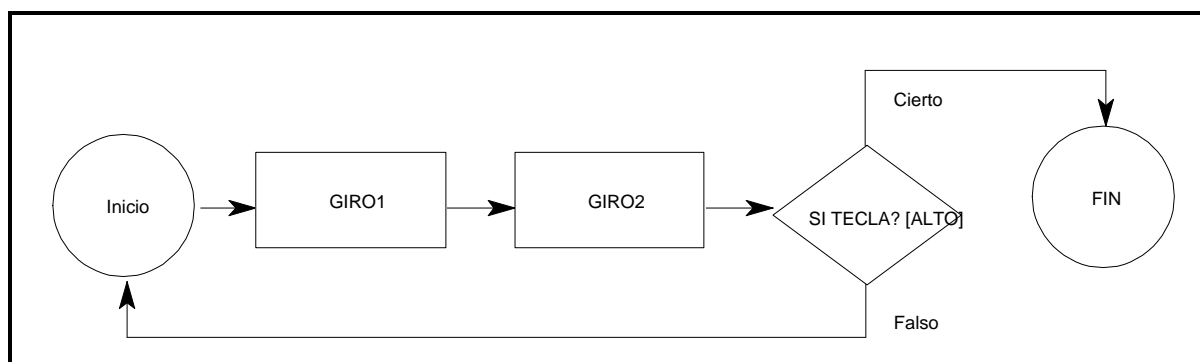 Cierto
Inicio
GIRO1
GIRO2
SI TECLA? [ALTO]
FIN
Falso